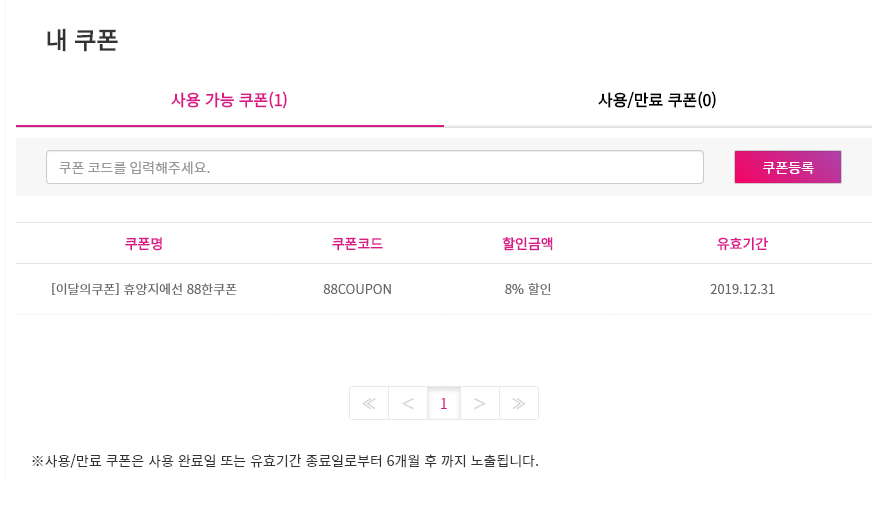 내 쿠폰
사용 가능 쿠폰(1) 사용/만료 쿠폰(0)
쿠폰 코드를 입력해주세요. 쿠폰등록
쿠폰명 쿠폰코드 할인금액 유효기간
[이달의쿠폰] 휴양지에선 88한쿠폰 88COUPON 8% 할인 2019.12.31
≪ < 1 > ≫
※사용/만료 쿠폰은 사용 완료일 또는 유효기간 종료일로부터 6개월 후 까지 노출됩니다.